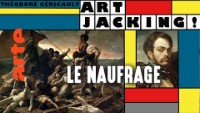 THÉODORE GÉRICAULT
ART
JACKING!
arte
LE NAUFRAGE